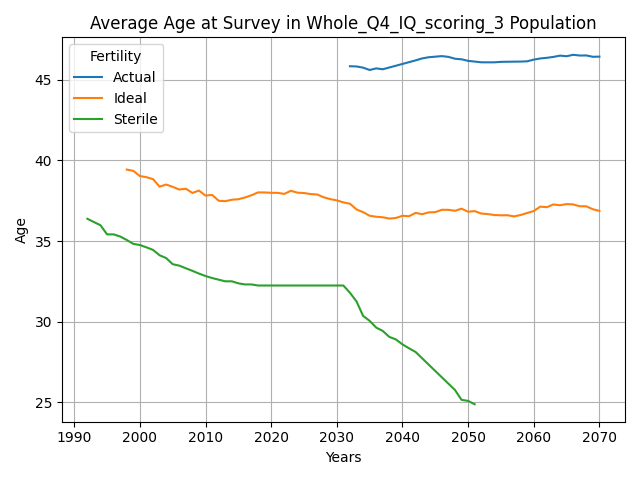 Average Age at Survey in Whole_Q4_IQ_scoring_3 Population
Fertility
Actual
Ideal
Sterile
Age
45
40
35
30
25
1990 2000 2010 2020 2030 2040 2050 2060 2070
Years